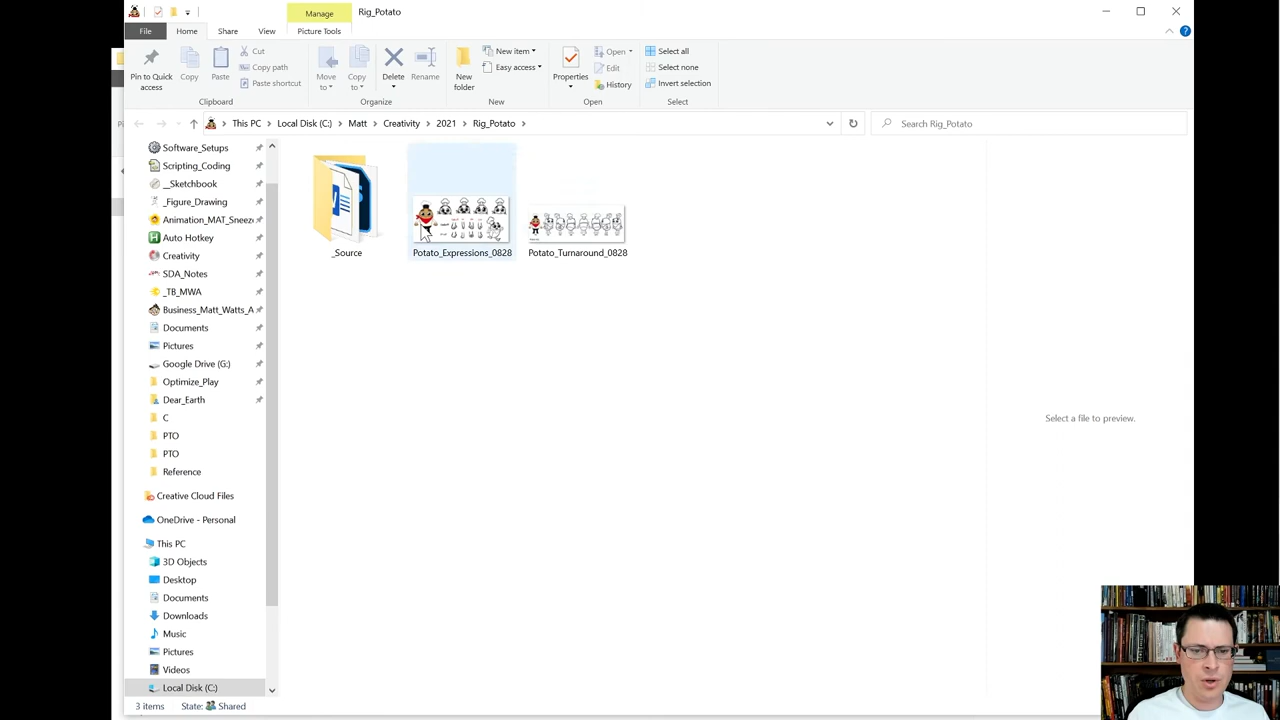 Manage
Rig_Potato
File
Home
Share
View
Picture Tools
Pin to Quick access
Copy
Paste
Cut
Copy path
Paste shortcut
Clipboard
Move to
Copy to
Delete
Rename
Organize
New folder
New item
Easy access
New
Properties
Open
Edit
History
Open
Select all
Select none
Invert selection
Select
This PC > Local Disk (C:) > Matt > Creativity > 2021 > Rig_Potato >
Search Rig_Potato
Software_Setups
Scripting_Coding
__Sketchbook
_Figure_Drawing
Animation_MAT_Sneeze
Auto Hotkey
Creativity
SDA_Notes
_TB_MWA
Business_Matt_Watts_A
Documents
Pictures
Google Drive (G:)
Optimize_Play
Dear_Earth
C
PTO
PTO
Reference
Creative Cloud Files
OneDrive - Personal
This PC
3D Objects
Desktop
Documents
Downloads
Music
Pictures
Videos
Local Disk (C:)
_Source
Potato_Expressions_0828
Potato_Turnaround_0828
Select a file to preview.
3 items
State:
Shared